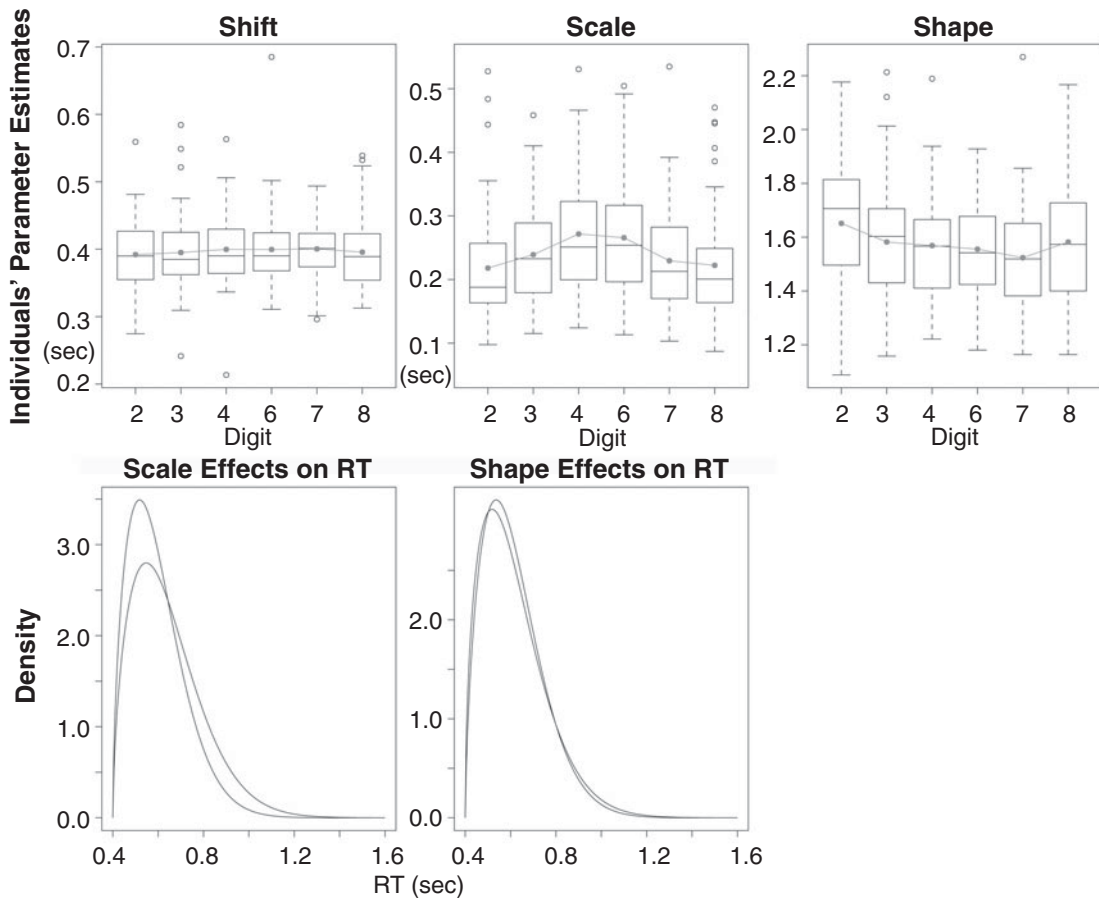 Shift
Scale
Shape
Individuals' Parameter Estimates
0.7
0.6
0.5
0.4
0.3
(sec)
0.2
2 3 4 6 7 8
Digit
0.5
0.4
0.3
0.2
0.1
(sec)
2 3 4 6 7 8
Digit
2.2
2.0
1.8
1.6
1.4
1.2
2 3 4 6 7 8
Digit
Scale Effects on RT
Shape Effects on RT
Density
3.0
2.0
1.0
0.0
0.4 0.8 1.2 1.6
2.0
1.0
0.0
0.4 0.8 1.2 1.6
RT (sec)